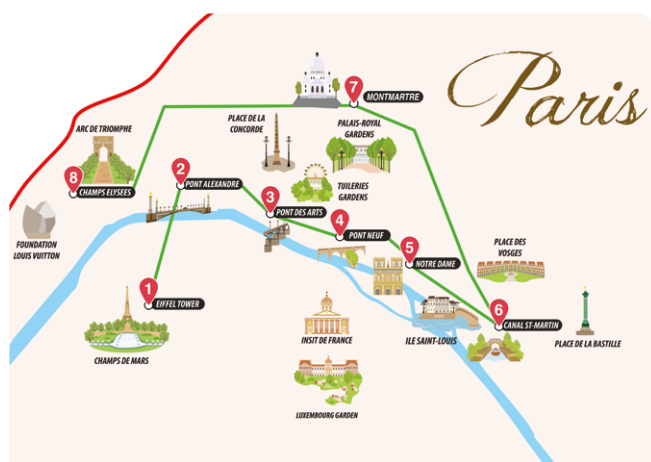 Paris
7
MONTMARTRE
ARC DE TRIOMPHE
PLACE DE LA
CONCORDE
PALAIS-ROYAL
GARDENS
8
CHAMPS ELYSEES
2
PONT ALEXANDRE
TUILERIES
GARDENS
3
PONT DES ARTS
4
PONT NEUF
FOUNDATION
LOUIS VUITTON
5
NOTRE DAME
PLACE DES
VOSGES
1
EIFFEL TOWER
6
CANAL ST-MARTIN
CHAMPS DE MARS
INSIT DE FRANCE
ILE SAINT-LOUIS
PLACE DE LA BASTILLE
LUXEMBOURG GARDEN